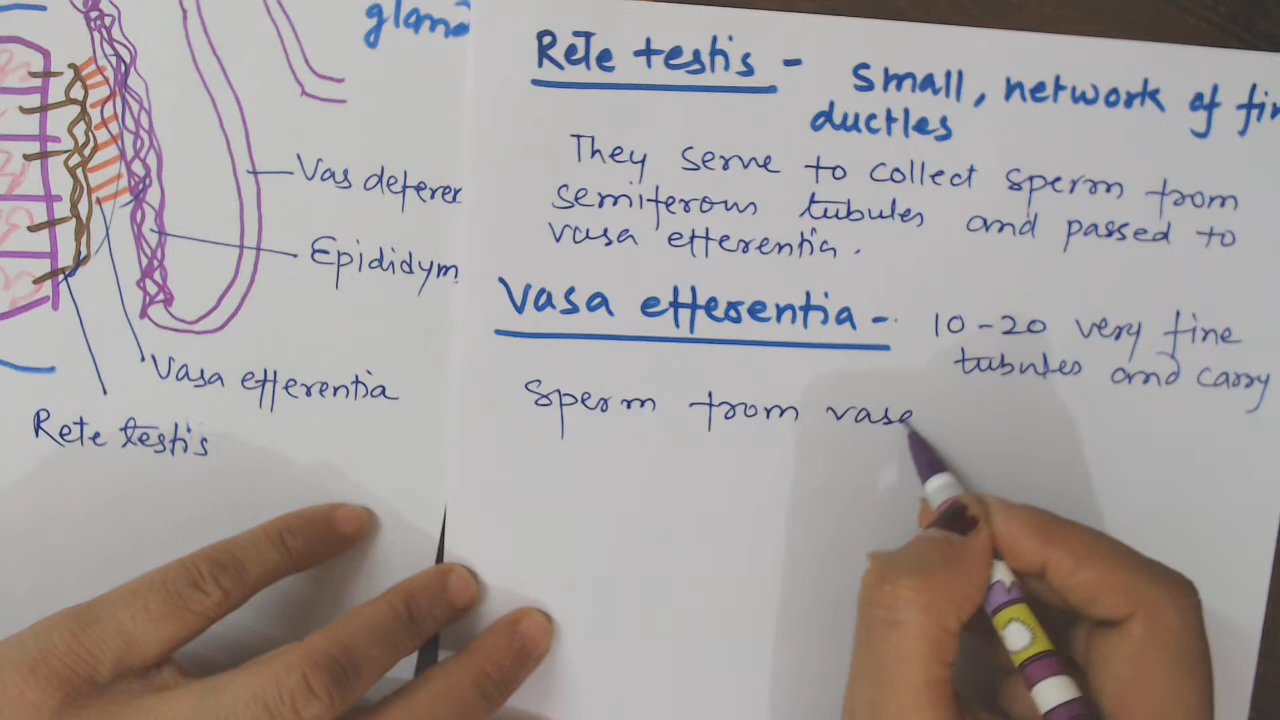 gland
Vas deferer
Epididym
Vasa efferentia
Rete testis
Rete testis - small, network of fin
ductles
They serve to collect sperm from
semiferous tubules and passed to
vasa efferentia.
Vasa efferentia - 10-20 very fine
tubules and carry
sperm from vasa